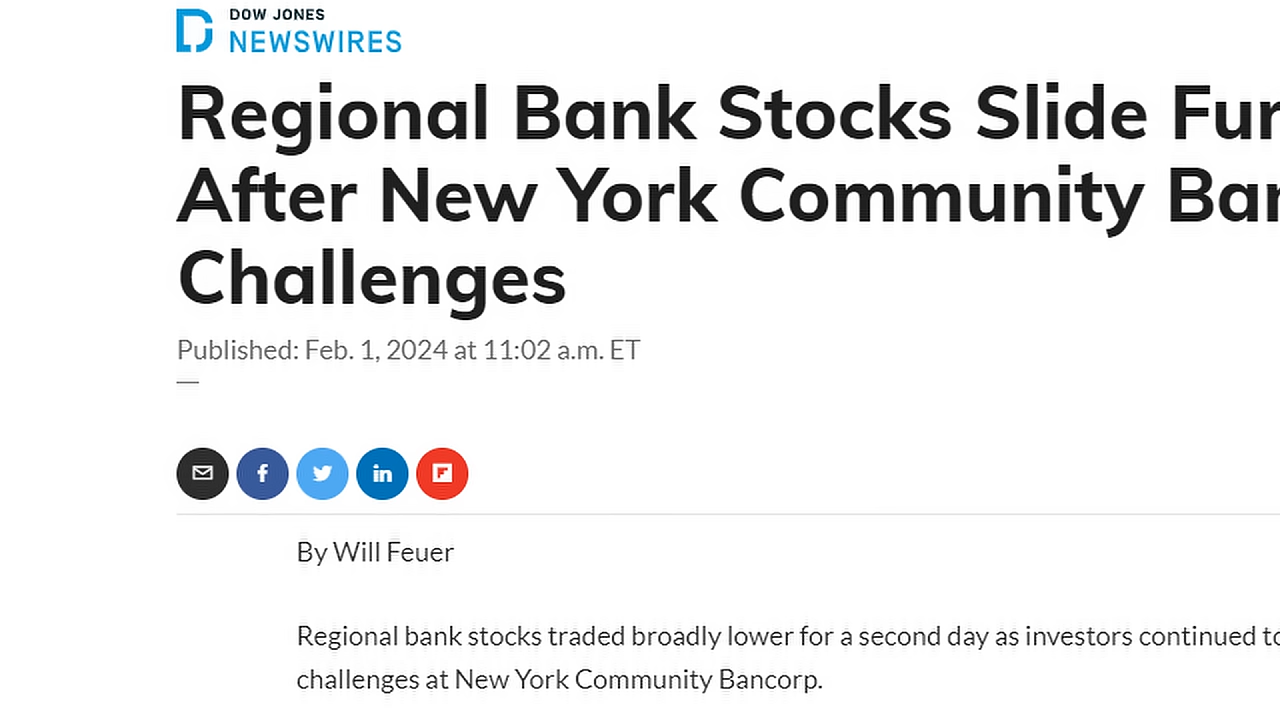 DOW JONES
NEWSWIRES
Regional Bank Stocks Slide
After New York Community
Challenges
Published: Feb. 1, 2024 at 11:02 a.m. ET
—
By Will Feuer
Regional bank stocks traded broadly lower for a second day as investors continued to
challenges at New York Community Bancorp.